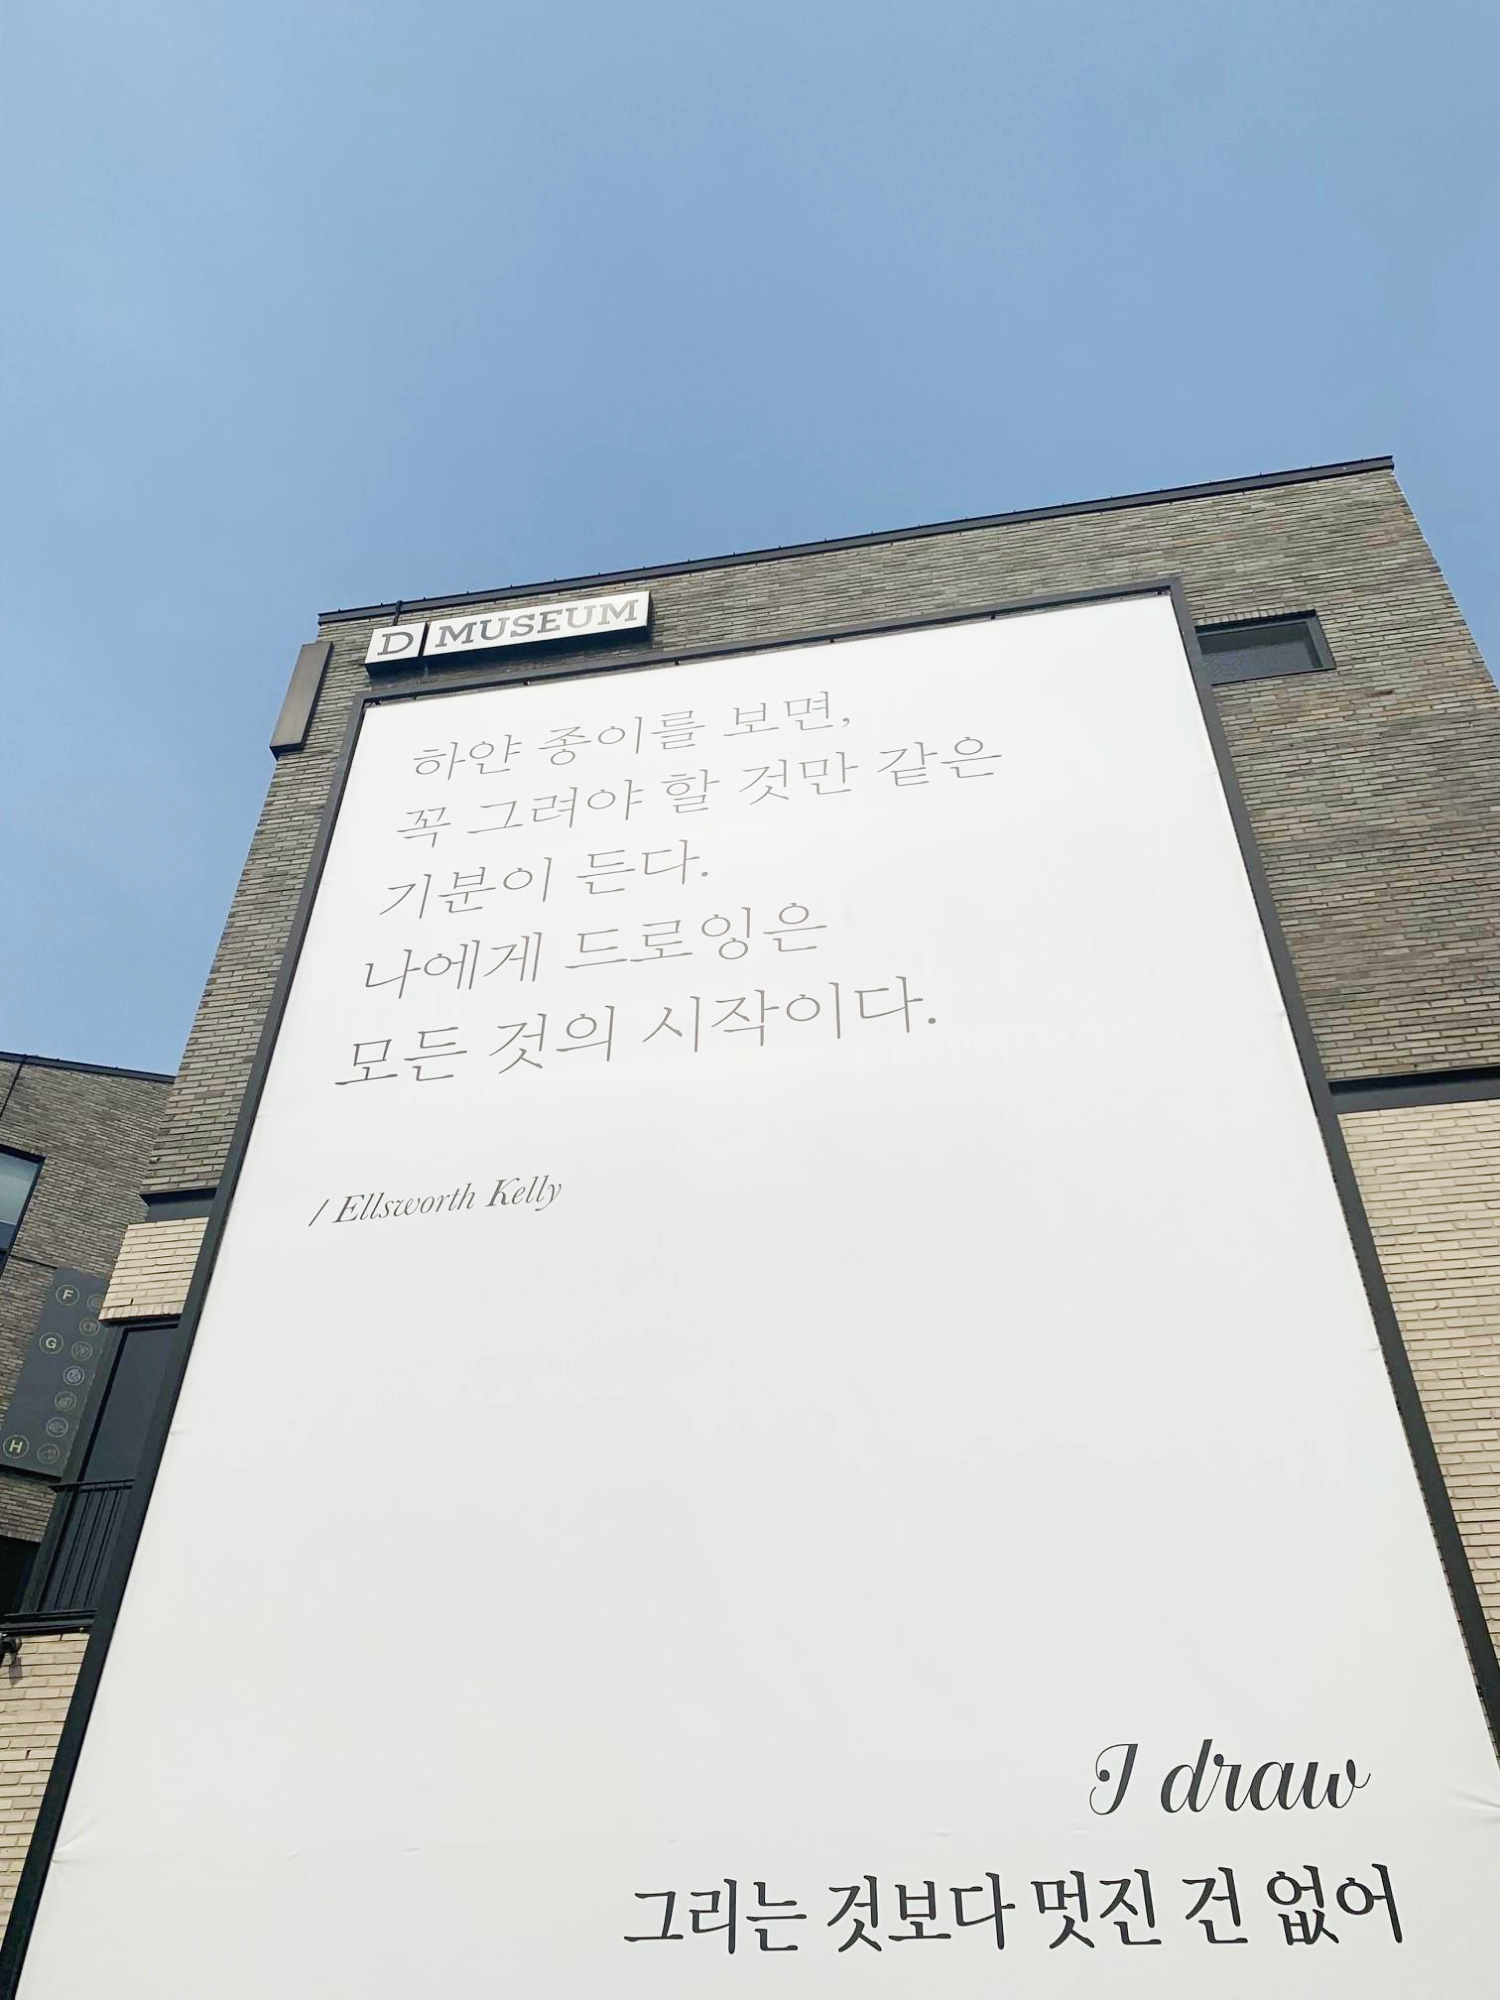 D MUSEUM
하얀 종이를 보면,
꼭 그려야 할 것만 같은
기분이 든다.
나에게 드로잉은
모든 것의 시작이다.
/ Ellsworth Kelly
F
G
H
I draw
그리는 것보다 멋진 건 없어